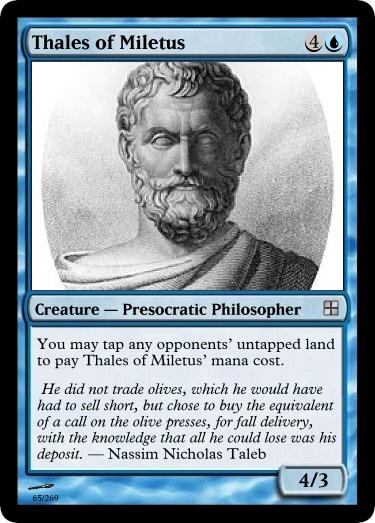 Thales of Miletus 4
Creature — Presocratic Philosopher
You may tap any opponents' untapped land
to pay Thales of Miletus' mana cost.
He did not trade olives, which he would have
had to sell short, but chose to buy the equivalent
of a call on the olive presses, for fall delivery,
with the knowledge that all he could lose was his
deposit. — Nassim Nicholas Taleb
4/3
65/269